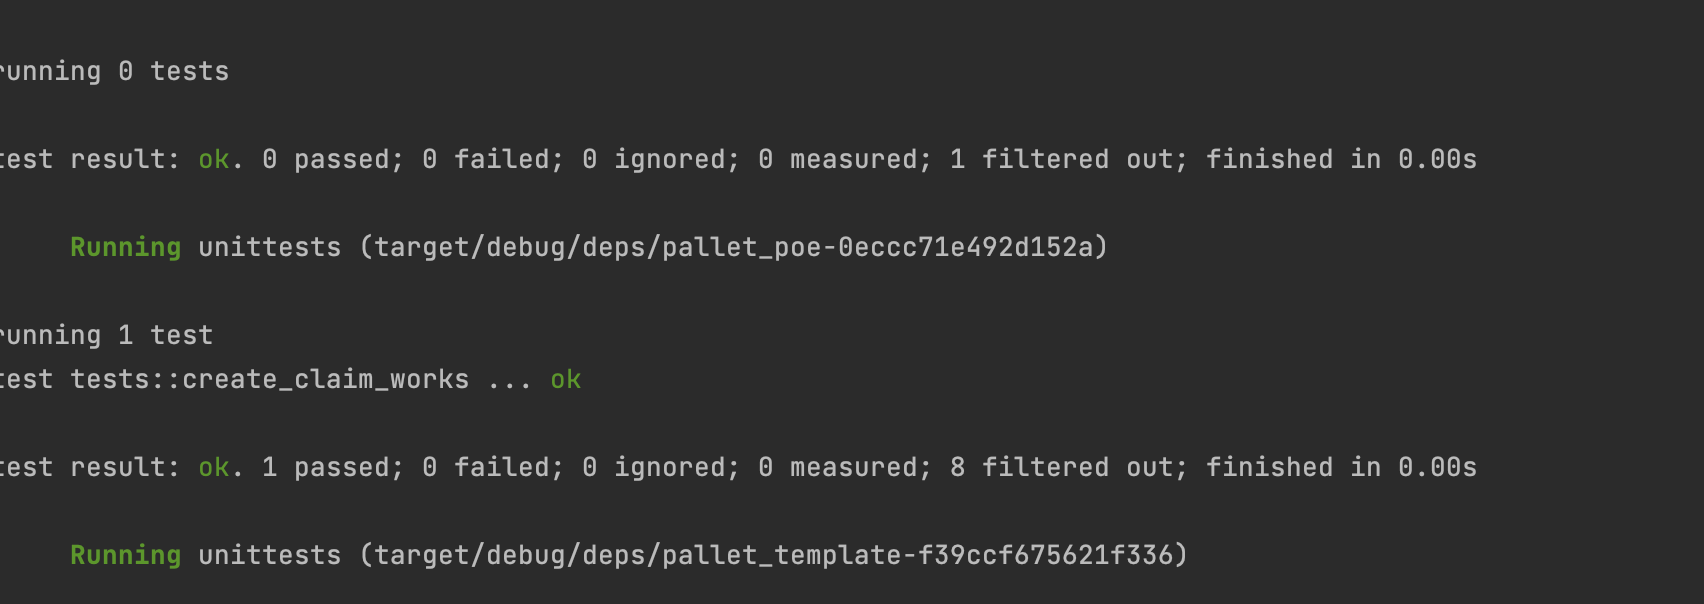 running 0 tests
test result: ok. 0 passed; 0 failed; 0 ignored; 0 measured; 1 filtered out; finished in 0.00s
Running unittests (target/debug/deps/pallet_poe-0eccc71e492d152a)
running 1 test
test tests::create_claim_works ... ok
test result: ok. 1 passed; 0 failed; 0 ignored; 0 measured; 8 filtered out; finished in 0.00s
Running unittests (target/debug/deps/pallet_template-f39ccf675621f336)